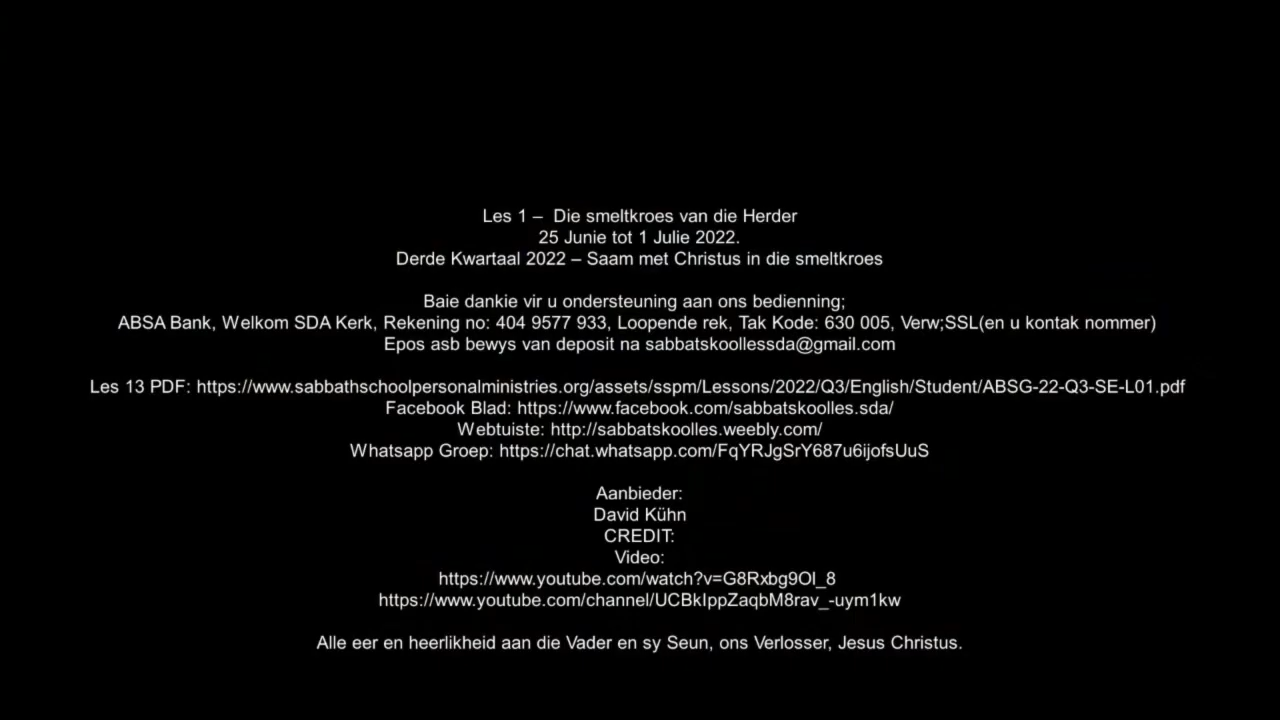 Les 1 – Die smeltkroes van die Herder
25 Junie tot 1 Julie 2022.
Derde Kwartaal 2022 – Saam met Christus in die smeltkroes
Baie dankie vir u ondersteuning aan ons bedienning;
ABSA Bank, Welkom SDA Kerk, Rekening no: 404 9577 933, Loopende rek, Tak Kode: 630 005, Verw;SSL(en u kontak nommer)
Epos asb bewys van deposit na sabbatskoollessda@gmail.com
Les 13 PDF: https://www.sabbathschoolpersonalministries.org/assets/sspm/Lessons/2022/Q3/English/Student/ABSG-22-Q3-SE-L01.pdf
Facebook Blad: https://www.facebook.com/sabbatskoolles.sda/
Webtuiste: http://sabbatskoolles.weebly.com/
Whatsapp Groep: https://chat.whatsapp.com/FqYRJgSrY687u6ijofsUuS
Aanbieder:
David Kühn
CREDIT:
Video:
https://www.youtube.com/watch?v=G8Rxbg9OI_8
https://www.youtube.com/channel/UCBkIppZaqbM8rav_-uym1kw
Alle eer en heerlikheid aan die Vader en sy Seun, ons Verlosser, Jesus Christus.